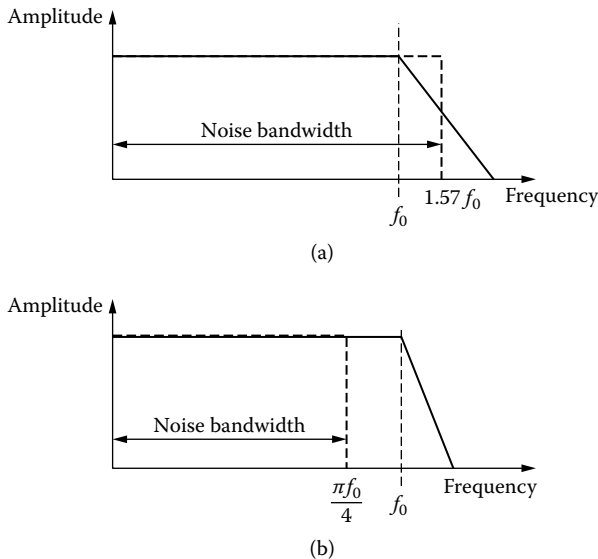 Amplitude
Noise bandwidth
f₀
1.57 f₀
Frequency
(a)
Amplitude
Noise bandwidth
πf₀/4
f₀
Frequency
(b)